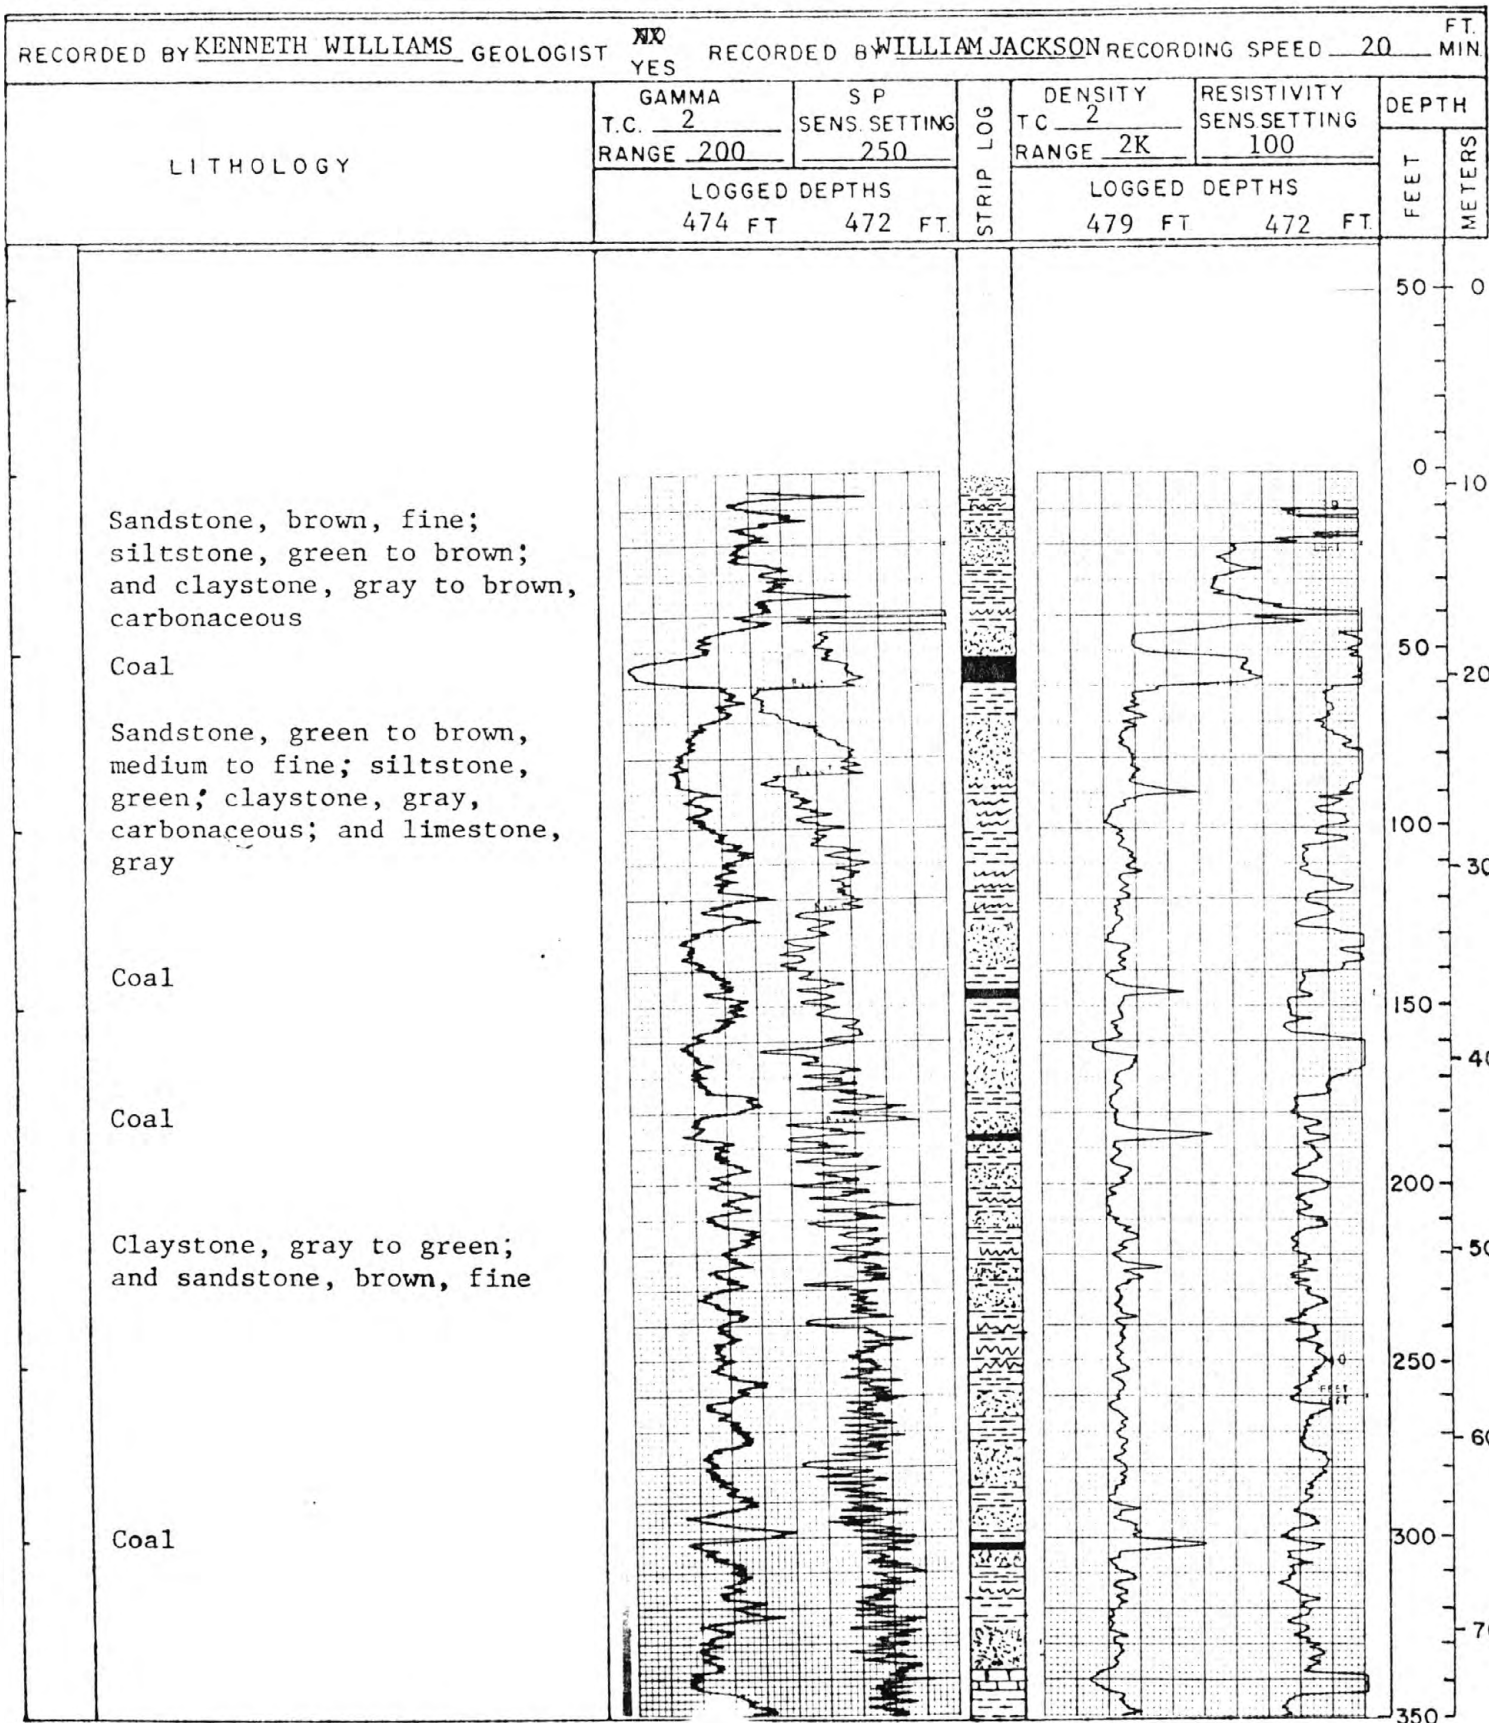 RECORDED BY KENNETH WILLIAMS GEOLOGIST YES RECORDED BY WILLIAM JACKSON RECORDING SPEED 20 FT. MIN.
LITHOLOGY
GAMMA
T.C. 2
RANGE 200
S P
SENS. SETTING
250
LOGGED DEPTHS
474 FT 472 FT.
STRIP LOG
DENSITY
T C 2
RANGE 2K
RESISTIVITY
SENS. SETTING
100
LOGGED DEPTHS
479 FT. 472 FT.
DEPTH
FEET
METERS
50 0
0
10
Sandstone, brown, fine;
siltstone, green to brown;
and claystone, gray to brown,
carbonaceous
50
Coal
20
Sandstone, green to brown,
medium to fine; siltstone,
green; claystone, gray,
carbonaceous; and limestone,
gray
100
30
Coal
150
40
Coal
200
Claystone, gray to green;
and sandstone, brown, fine
50
250
FEET
60
Coal
300
70
350